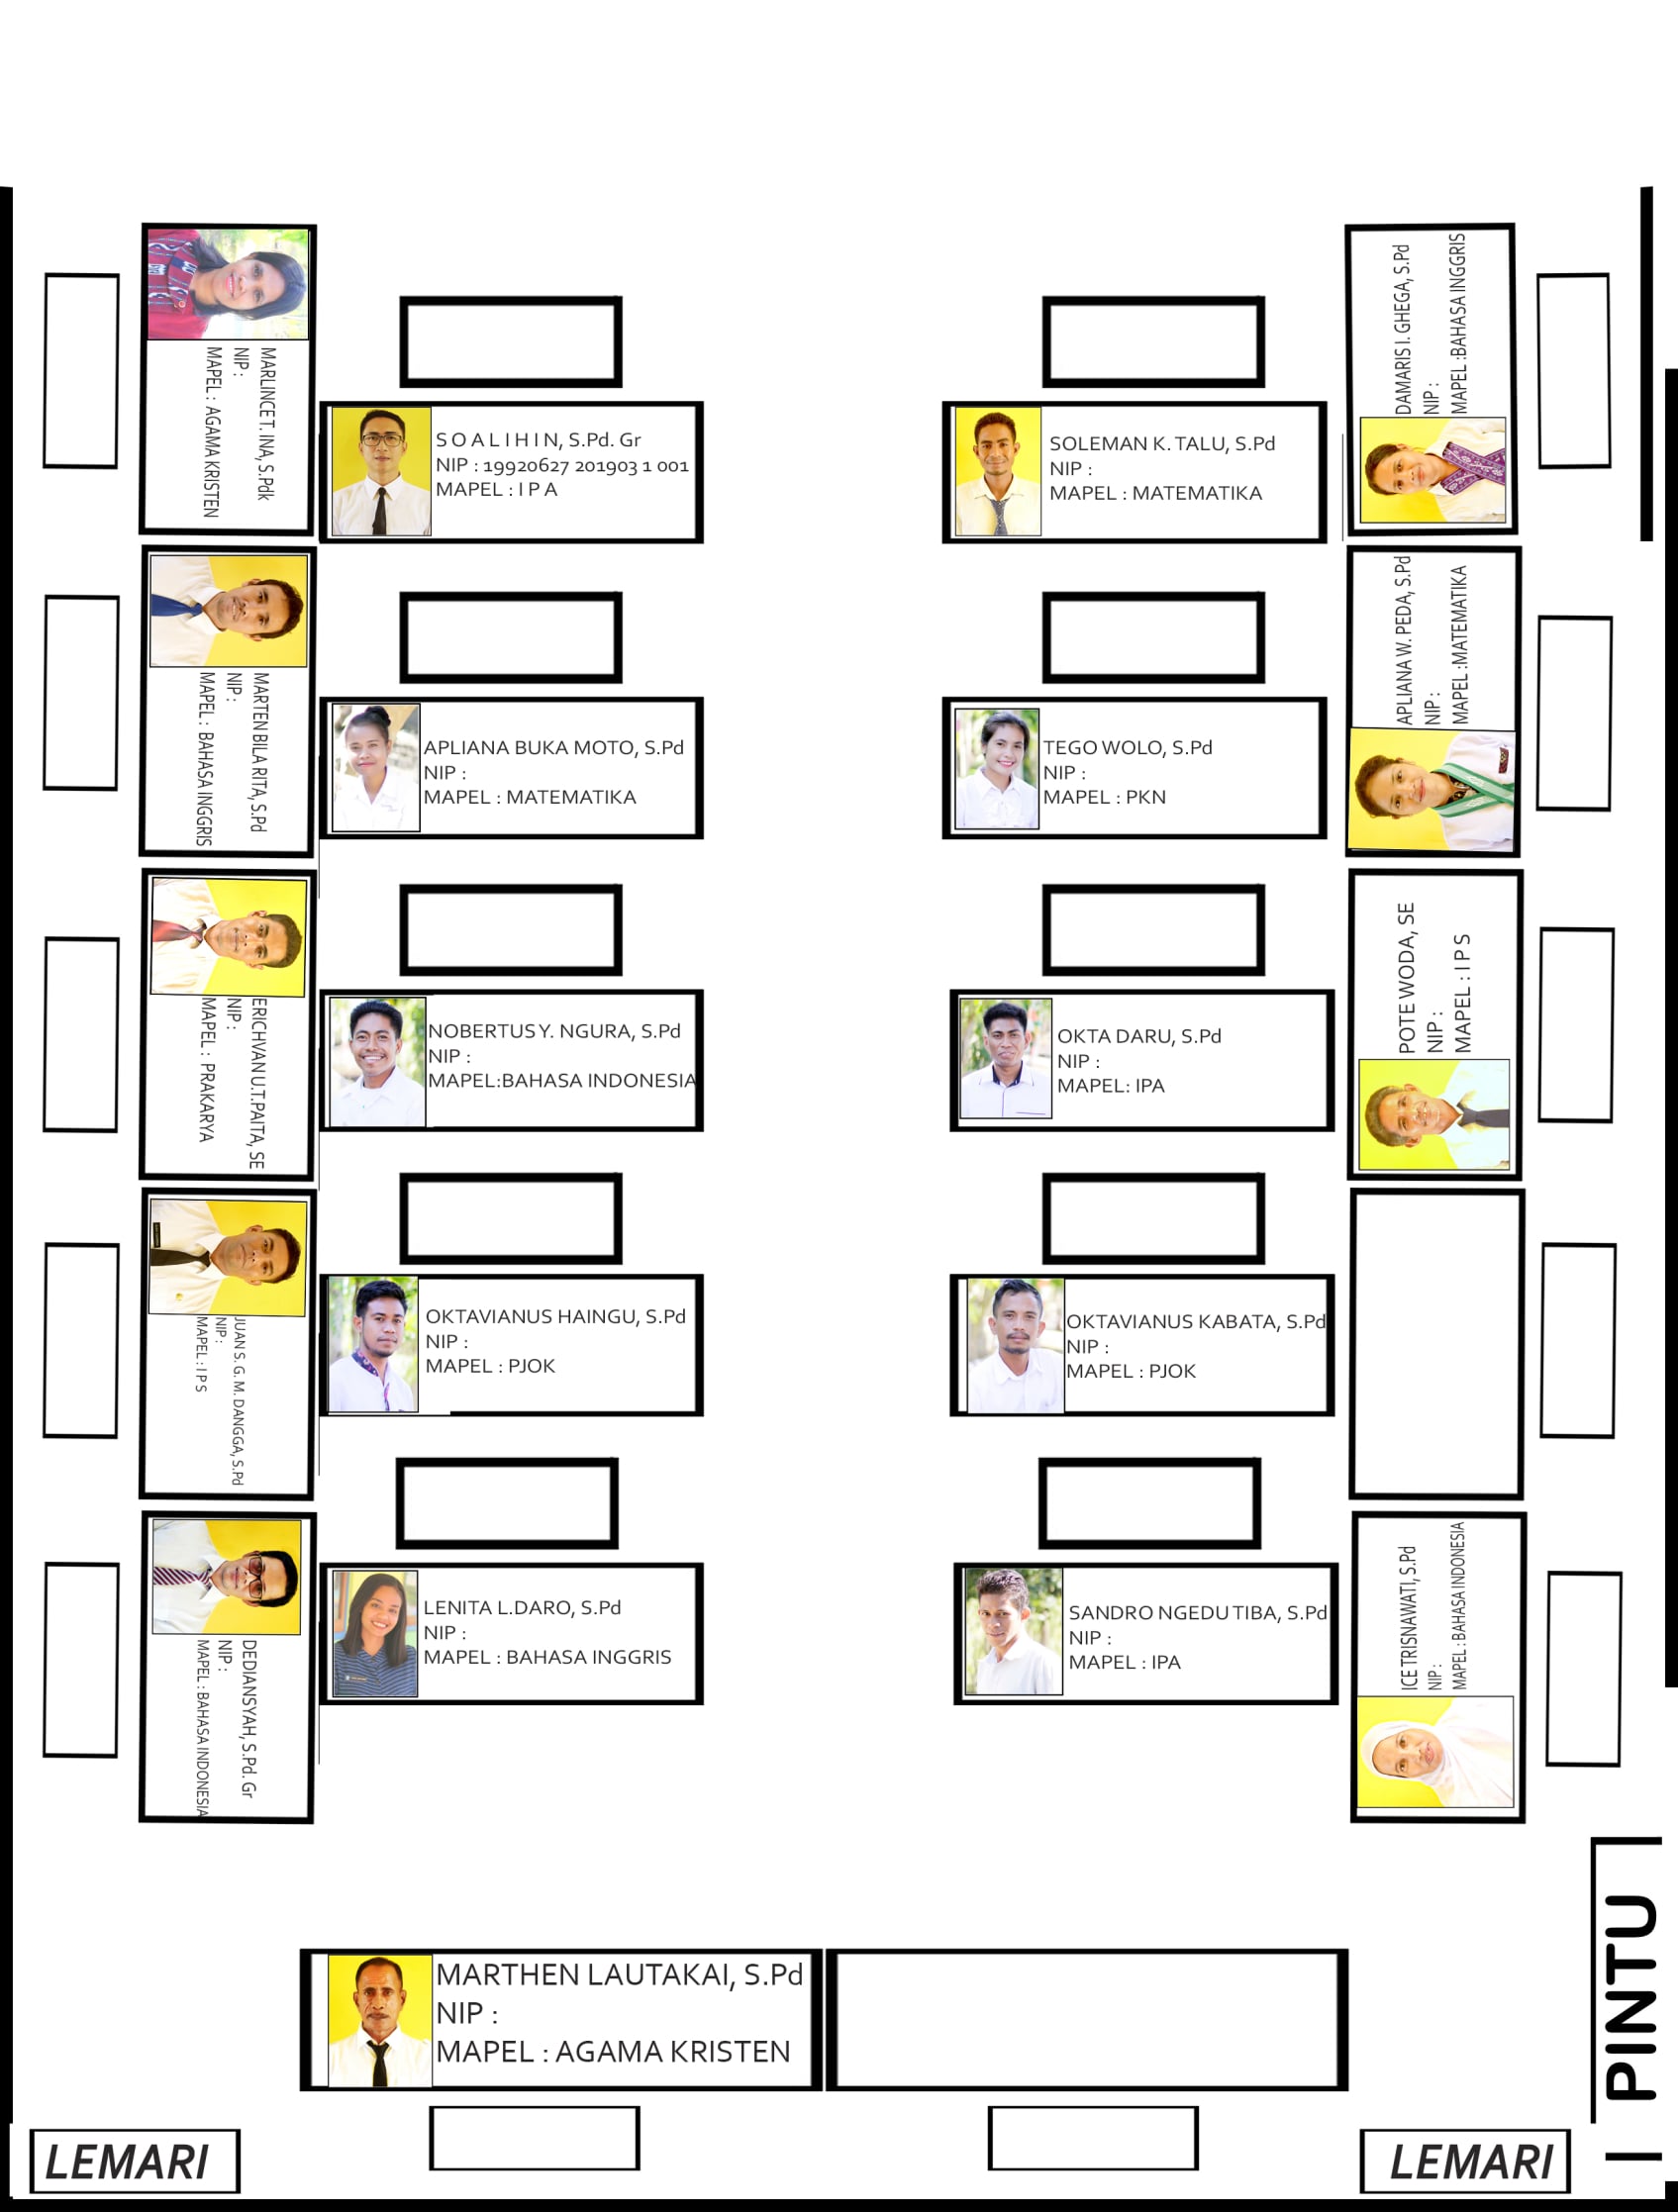 MARLINCE T. INA, S.Pdk
NIP :
MAPEL : AGAMA KRISTEN
S O A L I H I N, S.Pd. Gr
NIP : 19920627 201903 1 001
MAPEL : I P A
SOLEMAN K. TALU, S.Pd
NIP :
MAPEL : MATEMATIKA
DAMARIS I. GHEGA, S.Pd
NIP :
MAPEL :BAHASA INGGRIS
MARTEN BILA RITA, S.Pd
NIP :
MAPEL : BAHASA INGGRIS
APLIANA BUKA MOTO, S.Pd
NIP :
MAPEL : MATEMATIKA
TEGO WOLO, S.Pd
NIP :
MAPEL : PKN
APLIANA W. PEDA, S.Pd
NIP :
MAPEL :MATEMATIKA
ERICHVAN U.T.PAITA, SE
NIP :
MAPEL : PRAKARYA
NOBERTUS Y. NGURA, S.Pd
NIP :
MAPEL:BAHASA INDONESIA
OKTA DARU, S.Pd
NIP :
MAPEL: IPA
POTE WODA, SE
NIP :
MAPEL : I P S
JUAN S. G. M. DANGGA, S.Pd
NIP :
MAPEL : I P S
OKTAVIANUS HAINGU, S.Pd
NIP :
MAPEL : PJOK
OKTAVIANUS KABATA, S.Pd
NIP :
MAPEL : PJOK
DEDIANSYAH, S.Pd. Gr
NIP :
MAPEL : BAHASA INDONESIA
LENITA L.DARO, S.Pd
NIP :
MAPEL : BAHASA INGGRIS
SANDRO NGEDU TIBA, S.Pd
NIP :
MAPEL : IPA
ICE TRISNAWATI, S.Pd
NIP :
MAPEL : BAHASA INDONESIA
MARTHEN LAUTAKAI, S.Pd
NIP :
MAPEL : AGAMA KRISTEN
PINTU
LEMARI
LEMARI